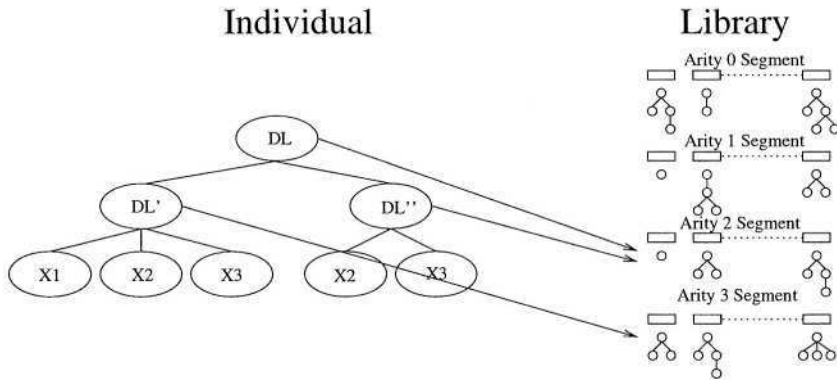 Individual
Library
Arity 0 Segment
Arity 1 Segment
DL
DL' DL''
Arity 2 Segment
X1 X2 X3 X2 X3
Arity 3 Segment